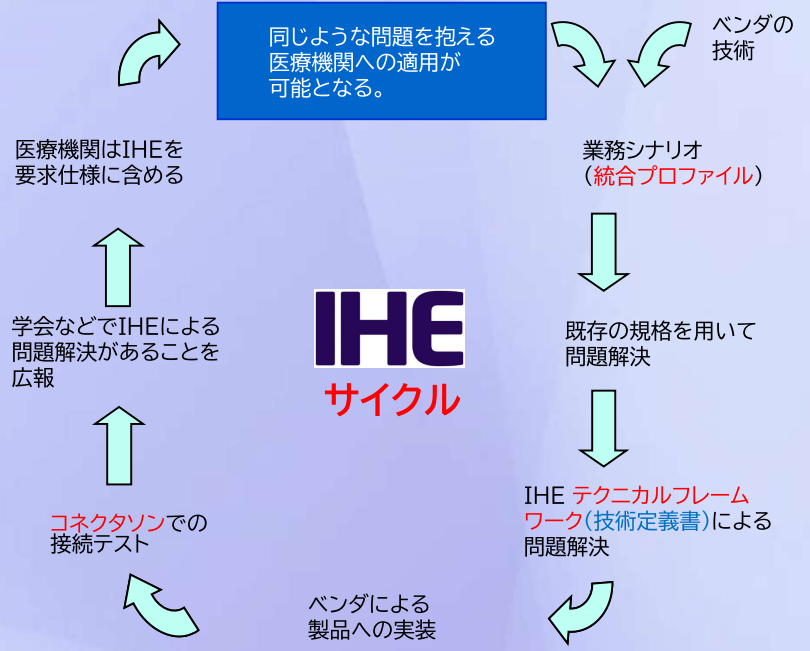 同じような問題を抱える
医療機関への適用が
可能となる。
ベンダの
技術
業務シナリオ
(統合プロファイル)
既存の規格を用いて
問題解決
IHE テクニカルフレーム
ワーク(技術定義書)による
問題解決
ベンダによる
製品への実装
コネクタソンでの
接続テスト
学会などでIHEによる
問題解決があることを
広報
医療機関はIHEを
要求仕様に含める
IHE
サイクル